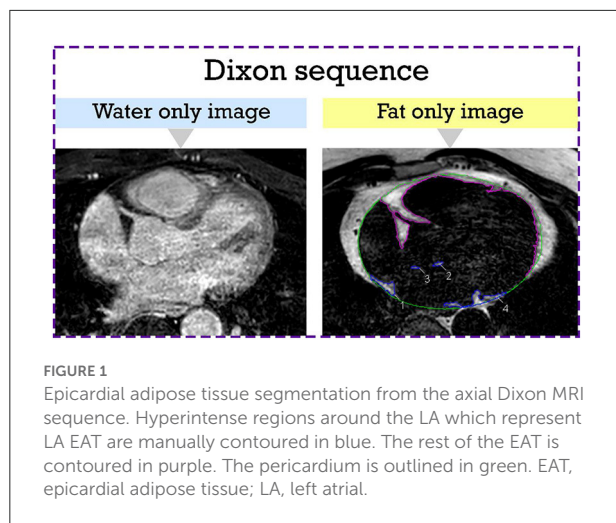 Dixon sequence
Water only image
Fat only image
3
2
1
4
FIGURE 1
Epicardial adipose tissue segmentation from the axial Dixon MRI
sequence. Hyperintense regions around the LA which represent
LA EAT are manually contoured in blue. The rest of the EAT is
contoured in purple. The pericardium is outlined in green. EAT,
epicardial adipose tissue; LA, left atrial.